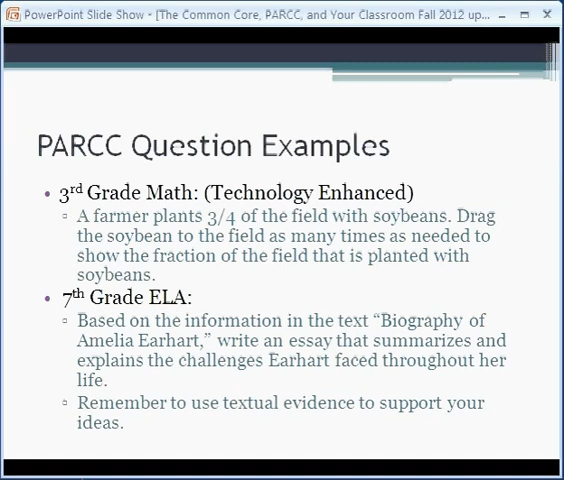 PowerPoint Slide Show - [The Common Core, PARCC, and Your Classroom Fall 2012 up...
PARCC Question Examples
• 3rd Grade Math: (Technology Enhanced)
▫ A farmer plants 3/4 of the field with soybeans. Drag
the soybean to the field as many times as needed to
show the fraction of the field that is planted with
soybeans.
• 7th Grade ELA:
▫ Based on the information in the text “Biography of
Amelia Earhart,” write an essay that summarizes and
explains the challenges Earhart faced throughout her
life.
▫ Remember to use textual evidence to support your
ideas.